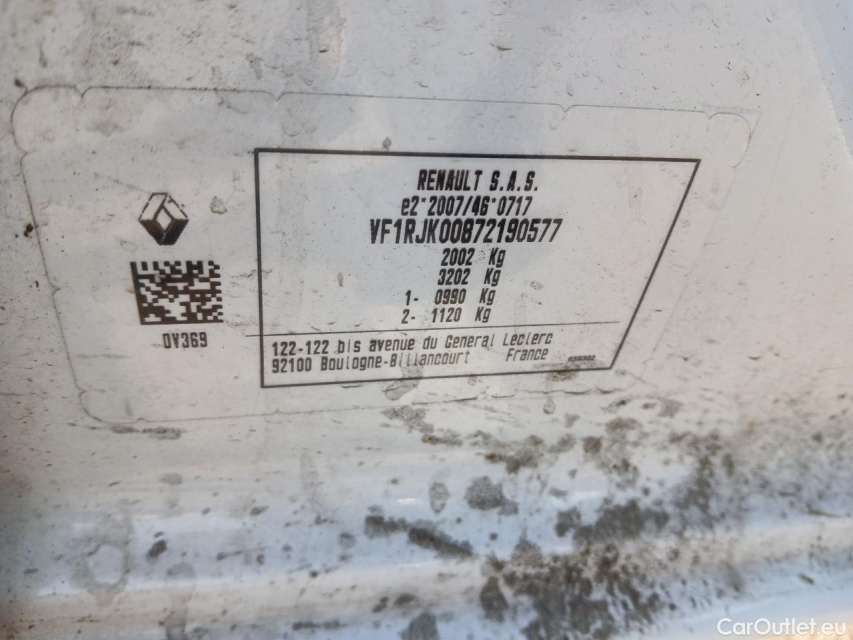 RENAULT S.A.S.
e2*2007/46*0717
VF1RJK00872190577
2002 Kg
3202 Kg
1- 0990 Kg
2- 1120 Kg
0V369
122-122 bis avenue du General Leclerc
92100 Boulogne-Billancourt France
CarOutlet.eu